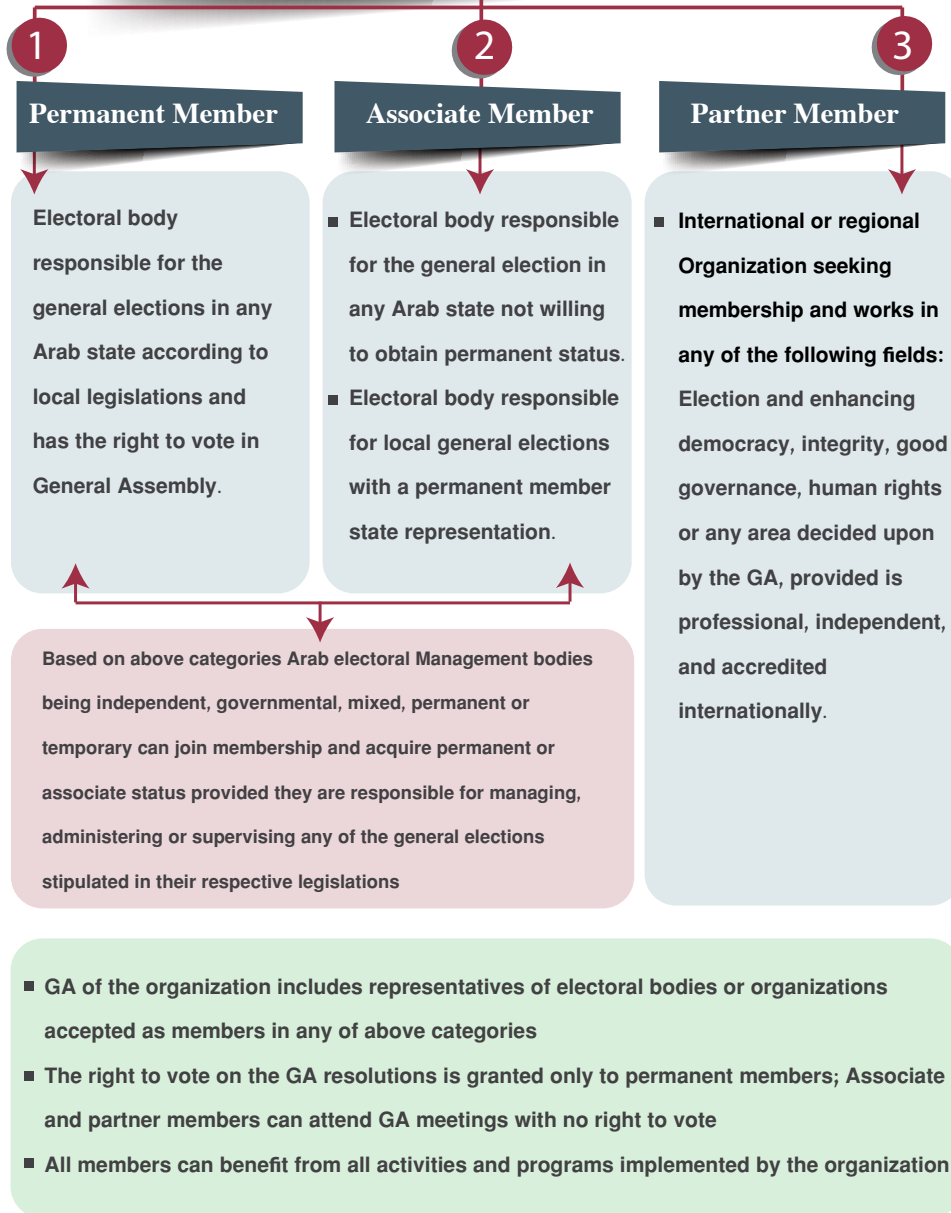 1
2
3
Permanent Member
Associate Member
Partner Member
Electoral body
responsible for the
general elections in any
Arab state according to
local legislations and
has the right to vote in
General Assembly.
■ Electoral body responsible
for the general election in
any Arab state not willing
to obtain permanent status.
■ Electoral body responsible
for local general elections
with a permanent member
state representation.
■ International or regional
Organization seeking
membership and works in
any of the following fields:
Election and enhancing
democracy, integrity, good
governance, human rights
or any area decided upon
by the GA, provided is
professional, independent,
and accredited
internationally.
Based on above categories Arab electoral Management bodies
being independent, governmental, mixed, permanent or
temporary can join membership and acquire permanent or
associate status provided they are responsible for managing,
administering or supervising any of the general elections
stipulated in their respective legislations
■ GA of the organization includes representatives of electoral bodies or organizations
accepted as members in any of above categories
■ The right to vote on the GA resolutions is granted only to permanent members; Associate
and partner members can attend GA meetings with no right to vote
■ All members can benefit from all activities and programs implemented by the organization